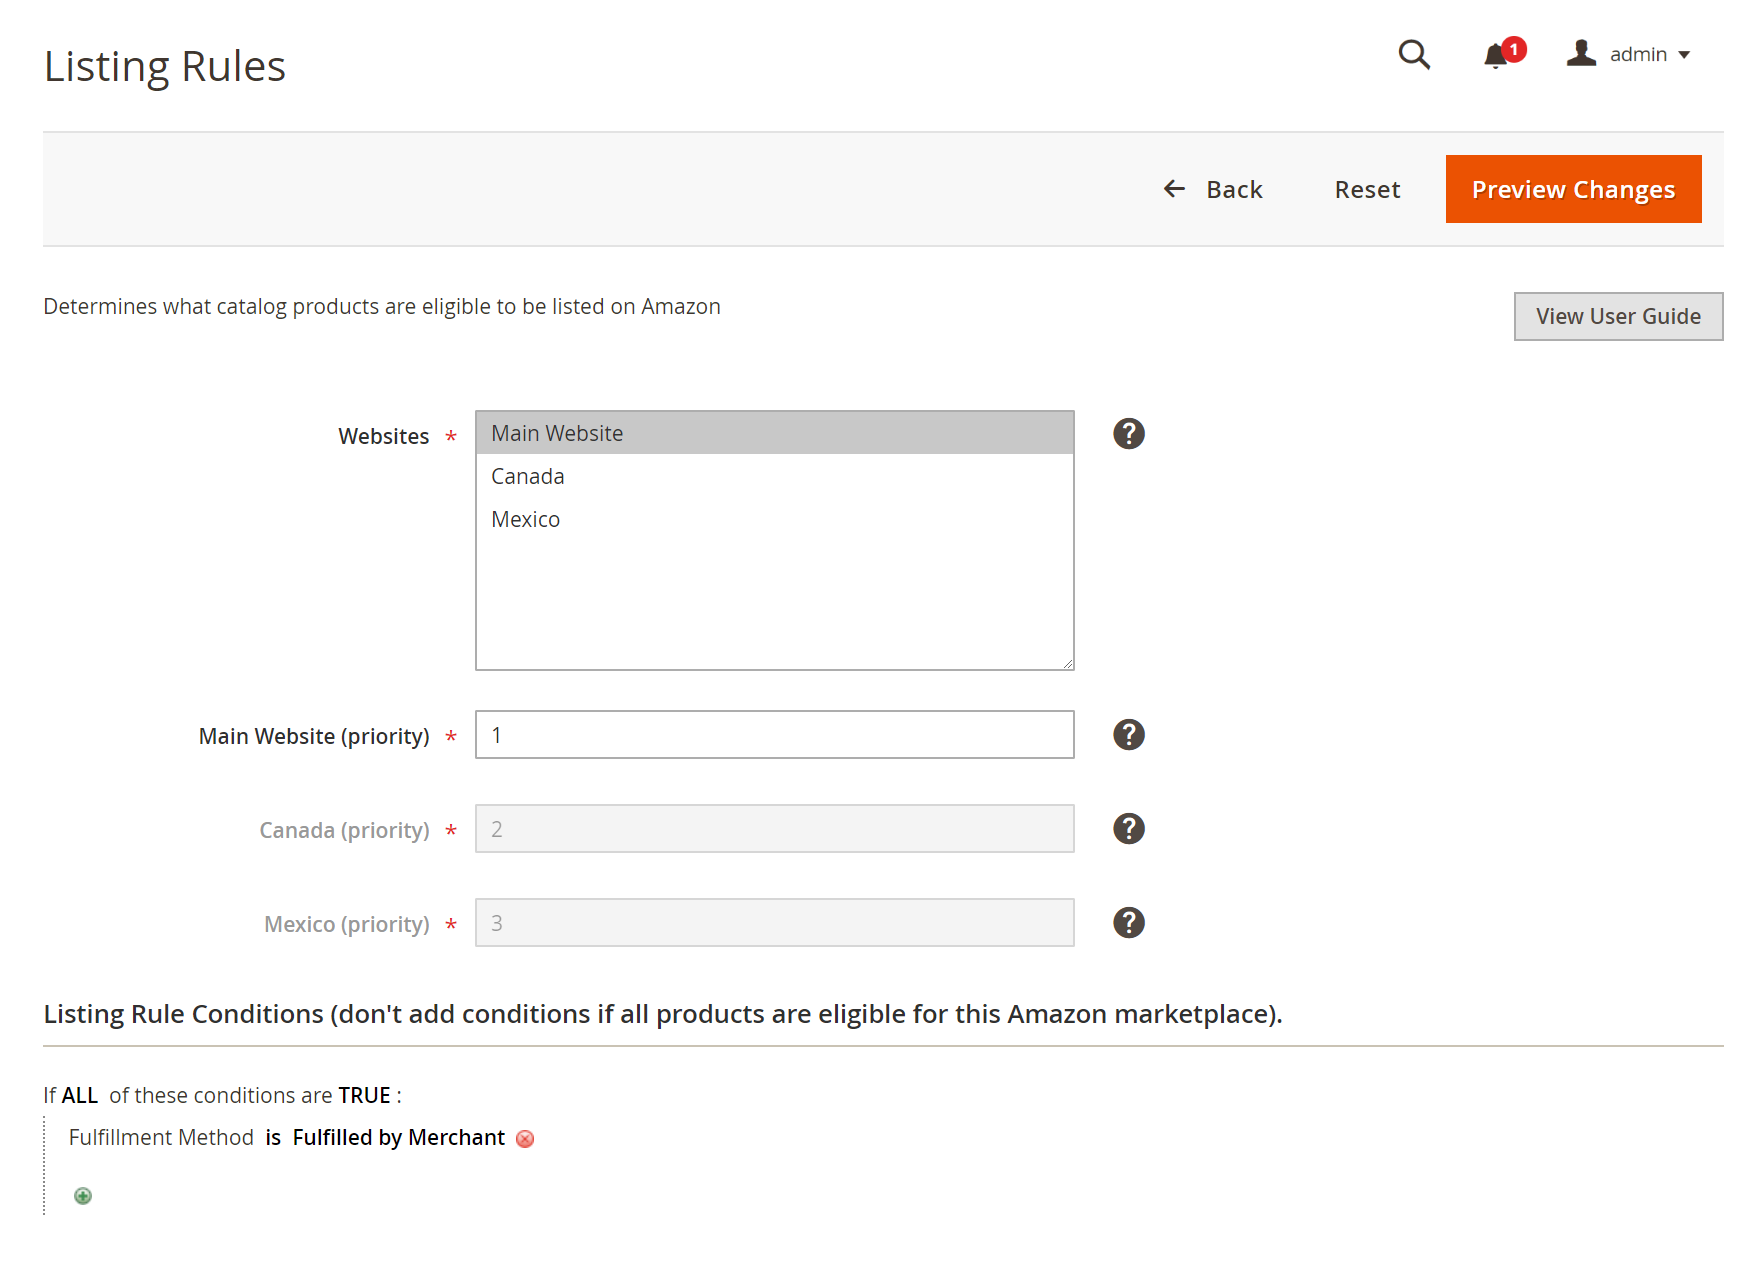 Listing Rules
1
admin
Back
Reset
Preview Changes
Determines what catalog products are eligible to be listed on Amazon
View User Guide
Websites *
Main Website
Canada
Mexico
Main Website (priority) * 1
Canada (priority) * 2
Mexico (priority) * 3
Listing Rule Conditions (don't add conditions if all products are eligible for this Amazon marketplace).
If ALL of these conditions are TRUE :
Fulfillment Method is Fulfilled by Merchant